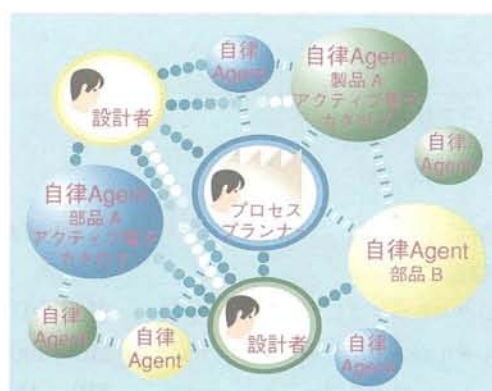 自律
Agent
自律Agent
製品 A
アクティブ電子
カタログ
設計者
自律
Agent
自律Agent
部品 A
アクティブ電子
カタログ
プロセス
プランナー
自律Agent
部品 B
自律
Agent
自律
Agent
設計者
自律
Agent